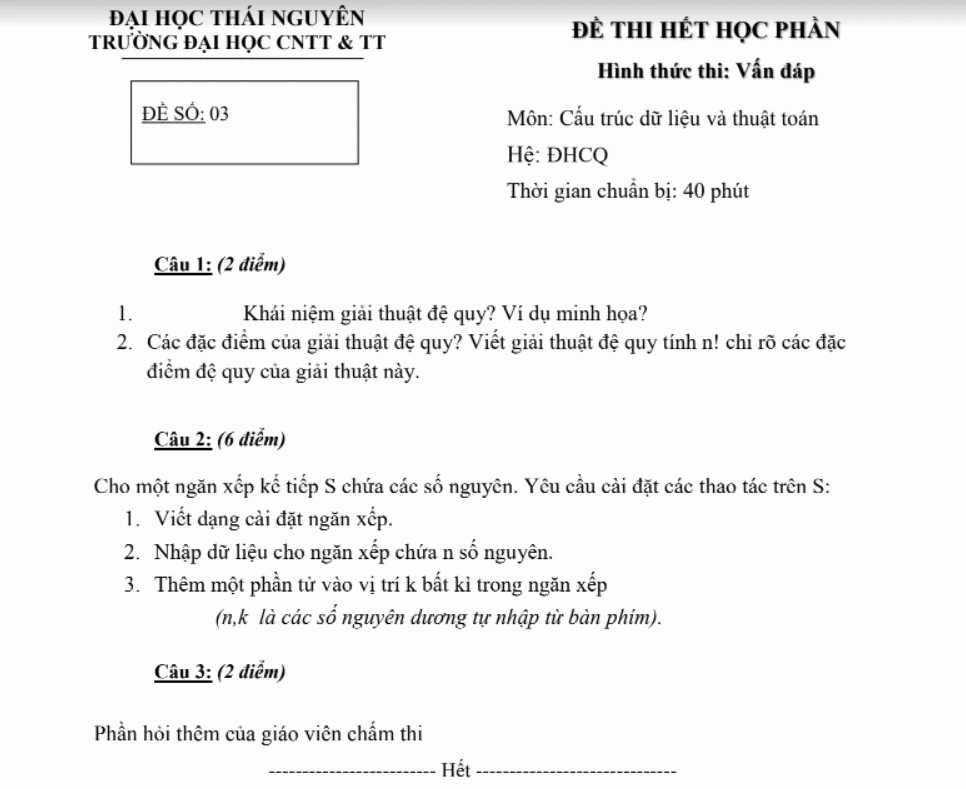 ĐẠI HỌC THÁI NGUYÊN
TRƯỜNG ĐẠI HỌC CNTT & TT
ĐỀ THI HẾT HỌC PHẦN
Hình thức thi: Vấn đáp
ĐỀ SỐ: 03
Môn: Cấu trúc dữ liệu và thuật toán
Hệ: ĐHCQ
Thời gian chuẩn bị: 40 phút
Câu 1: (2 điểm)
1. Khái niệm giải thuật đệ quy? Ví dụ minh họa?
2. Các đặc điểm của giải thuật đệ quy? Viết giải thuật đệ quy tính n! chỉ rõ các đặc
điểm đệ quy của giải thuật này.
Câu 2: (6 điểm)
Cho một ngăn xếp kế tiếp S chứa các số nguyên. Yêu cầu cài đặt các thao tác trên S:
1. Viết dạng cài đặt ngăn xếp.
2. Nhập dữ liệu cho ngăn xếp chứa n số nguyên.
3. Thêm một phần tử vào vị trí k bất kì trong ngăn xếp
(n,k là các số nguyên dương tự nhập từ bàn phím).
Câu 3: (2 điểm)
Phần hỏi thêm của giáo viên chấm thi
------------------------- Hết ------------------------------